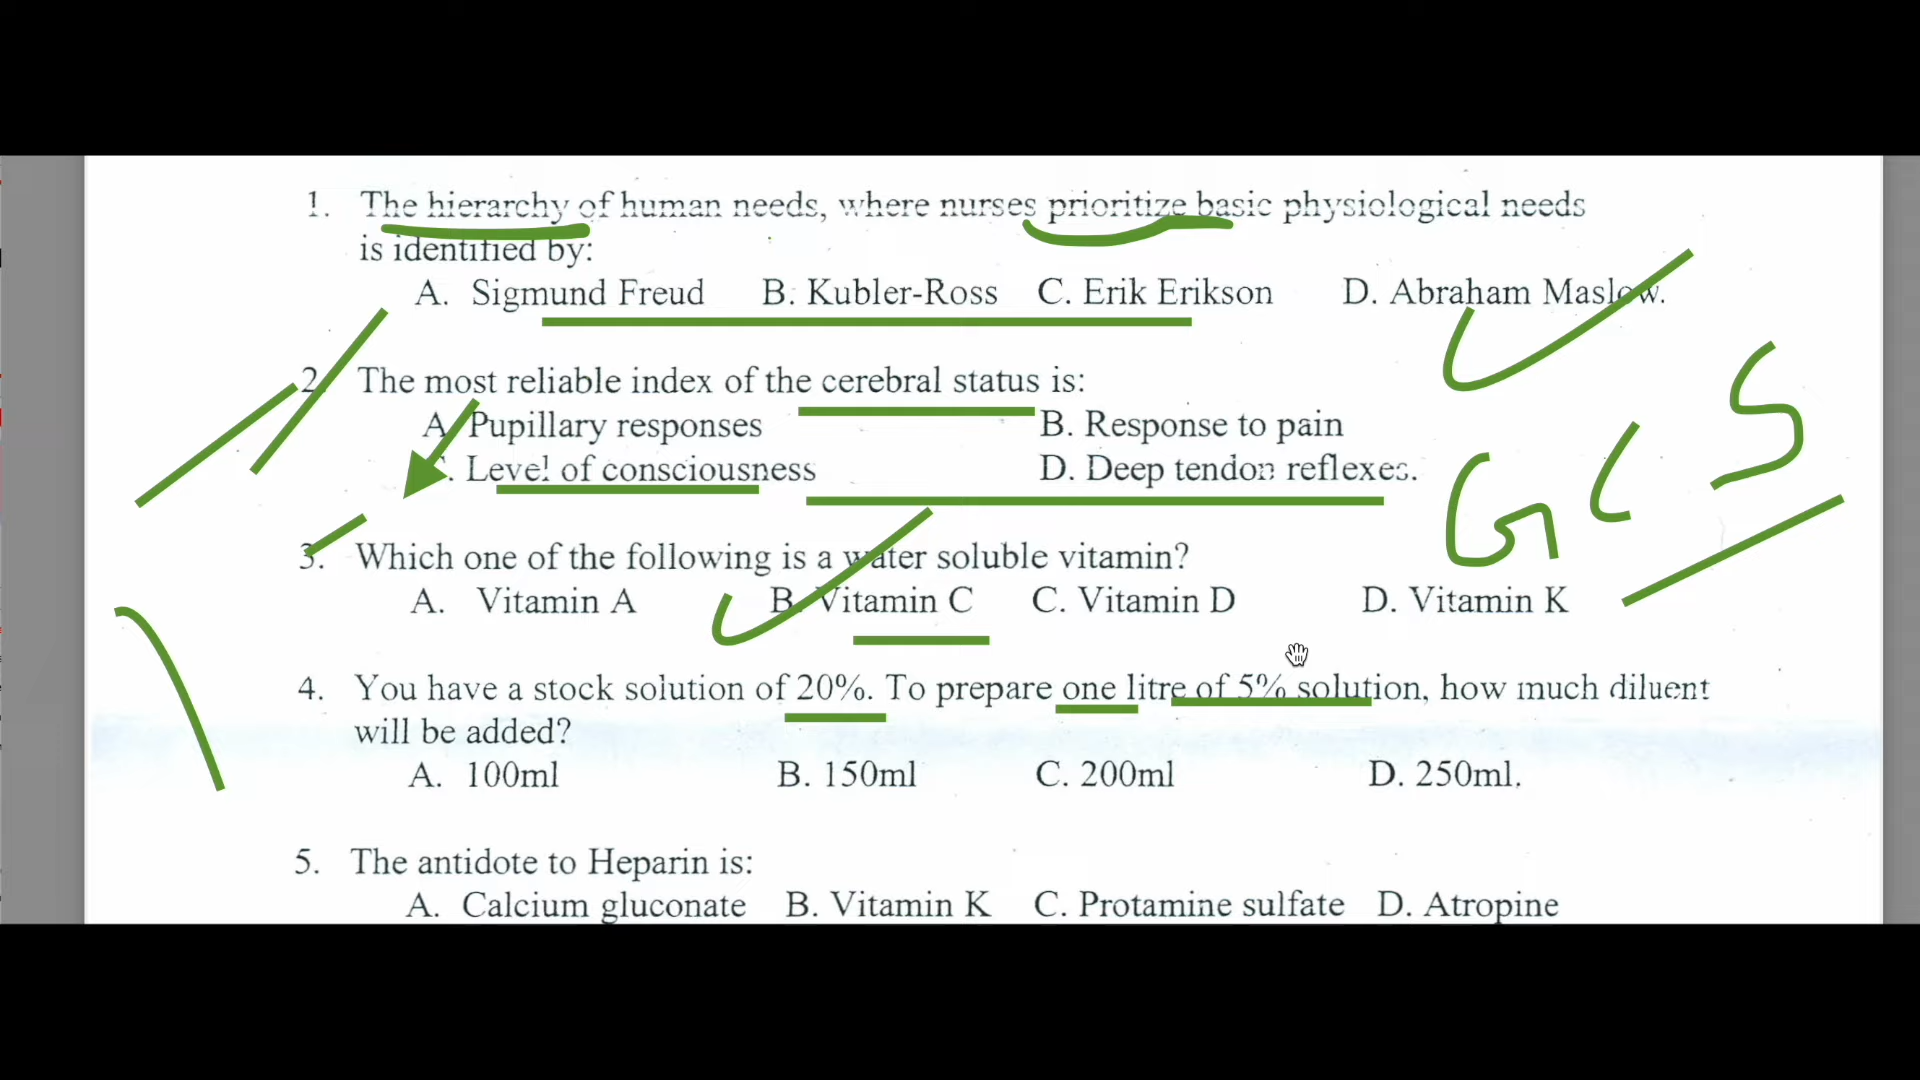 1. The hierarchy of human needs, where nurses prioritize basic physiological needs
is identified by:
A. Sigmund Freud B. Kubler-Ross C. Erik Erikson D. Abraham Maslow.
2. The most reliable index of the cerebral status is:
A. Pupillary responses B. Response to pain
C. Level of consciousness D. Deep tendon reflexes.
GCS
3. Which one of the following is a water soluble vitamin?
A. Vitamin A B. Vitamin C C. Vitamin D D. Vitamin K
4. You have a stock solution of 20%. To prepare one litre of 5% solution, how much diluent
will be added?
A. 100ml B. 150ml C. 200ml D. 250ml.
5. The antidote to Heparin is:
A. Calcium gluconate B. Vitamin K C. Protamine sulfate D. Atropine